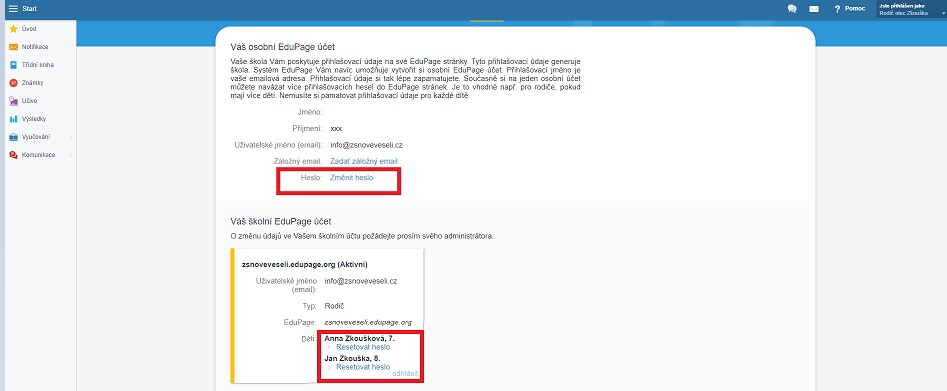 Start
Pomoc
Jste přihlášen jako
Rodič otec Zkouška
Úvod
Notifikace
Třídní kniha
Známky
Učivo
Výsledky
Vyučování
Komunikace
Váš osobní EduPage účet
Vaše škola Vám poskytuje přihlašovací údaje na své EduPage stránky. Tyto přihlašovací údaje generuje
škola. Systém EduPage Vám navíc umožňuje vytvořit si osobní EduPage účet. Přihlašovací jméno je
vaše emailová adresa. Přihlašovací údaje si tak lépe zapamatujete. Současně si na jeden osobní účet
můžete navázat více přihlašovacích hesel do EduPage stránek. Je to vhodné např. pro rodiče, pokud
mají více dětí. Nemusíte si pamatovat přihlašovací údaje pro každé dítě.
Jméno:
Příjmení: xxx
Uživatelské jméno (email): info@zsnoveveseli.cz
Záložný email: Zadať záložný email
Heslo: Změnit heslo
Váš školní EduPage účet
O změnu údajů ve Vašem školním účtu požádejte prosím svého administrátora.
zsnoveveseli.edupage.org (Aktivní)
Uživatelské jméno info@zsnoveveseli.cz
(email):
Typ: Rodič
EduPage: zsnoveveseli.edupage.org
Děti: Anna Zkoušková, 7.
Resetovat heslo
Jan Zkouška, 8.
Resetovat heslo
odhlásit